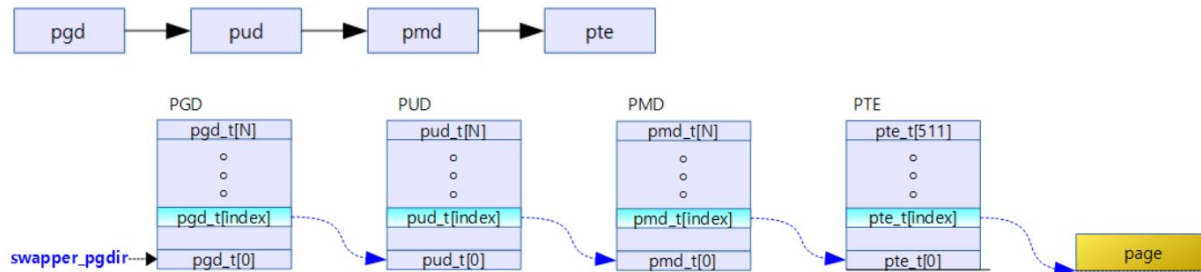 pgd pud pmd pte
PGD PUD PMD PTE
pgd_t[N] pud_t[N] pmd_t[N] pte_t[511]
pgd_t[index] pud_t[index] pmd_t[index] pte_t[index]
swapper_pgdir pgd_t[0] pud_t[0] pmd_t[0] pte_t[0] page